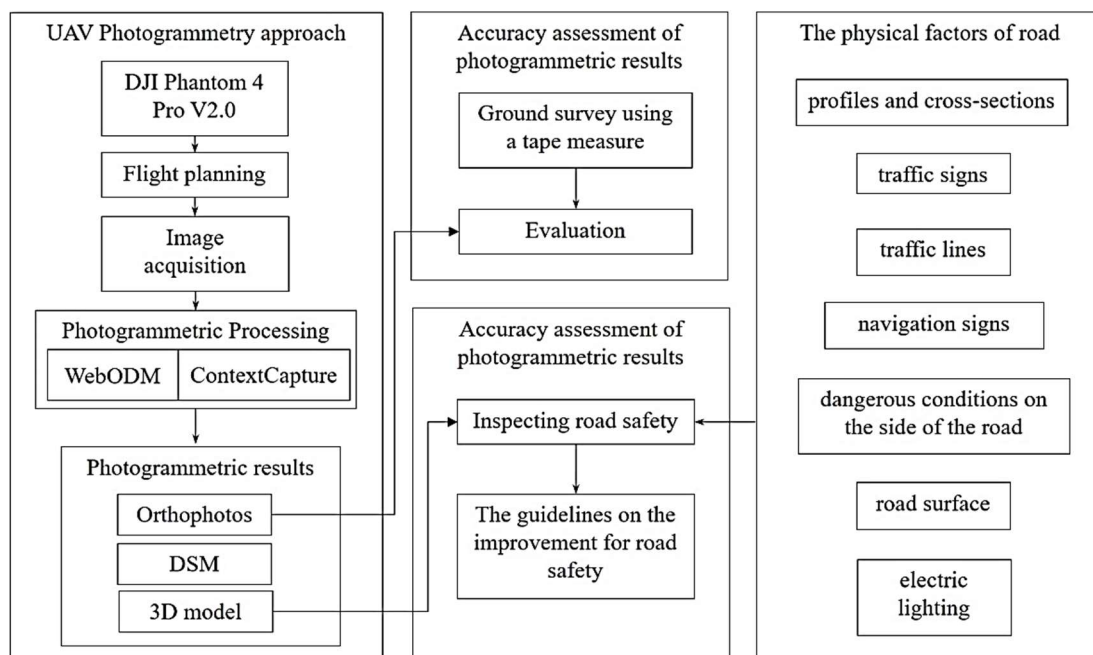 UAV Photogrammetry approach
DJI Phantom 4
Pro V2.0
Flight planning
Image
acquisition
Photogrammetric Processing
WebODM
ContextCapture
Photogrammetric results
Orthophotos
DSM
3D model
Accuracy assessment of
photogrammetric results
Ground survey using
a tape measure
Evaluation
Accuracy assessment of
photogrammetric results
Inspecting road safety
The guidelines on the
improvement for road
safety
The physical factors of road
profiles and cross-sections
traffic signs
traffic lines
navigation signs
dangerous conditions on
the side of the road
road surface
electric
lighting